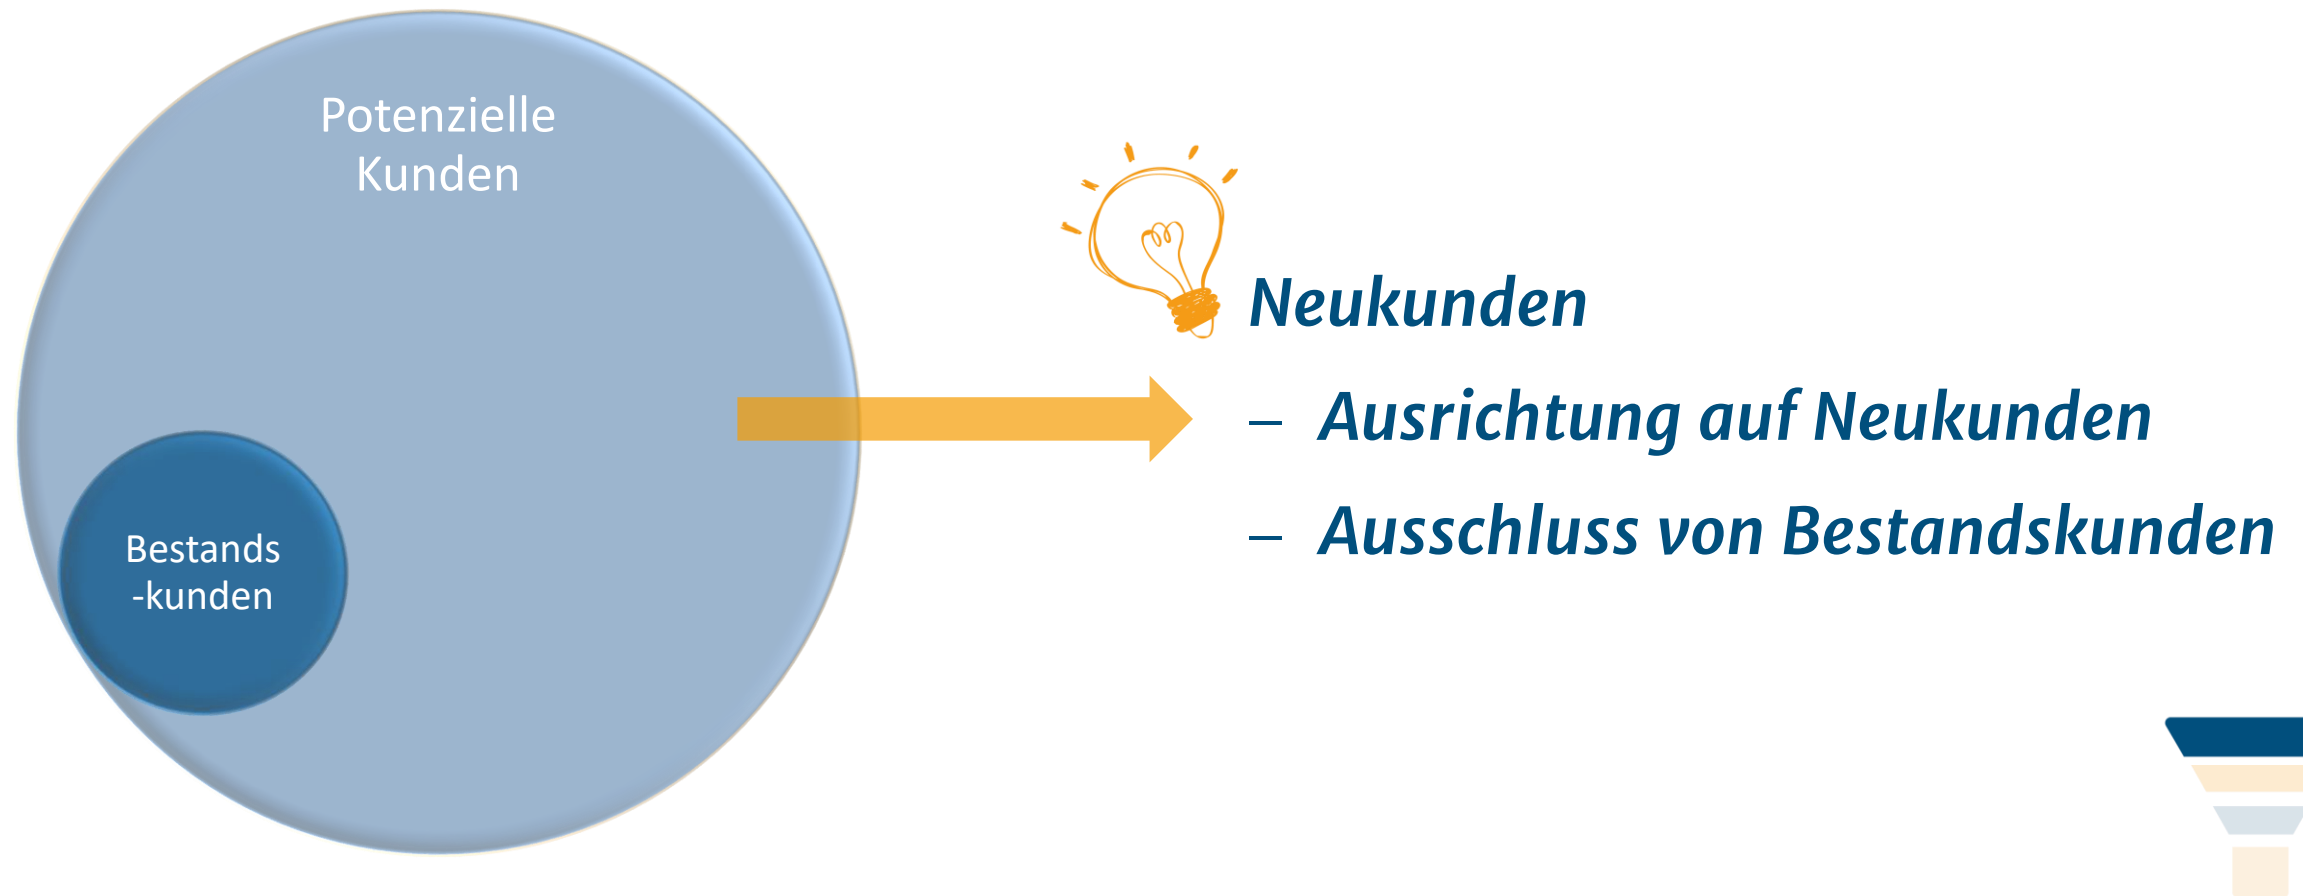 Potenzielle
Kunden
Bestands
-kunden
Neukunden
– Ausrichtung auf Neukunden
– Ausschluss von Bestandskunden